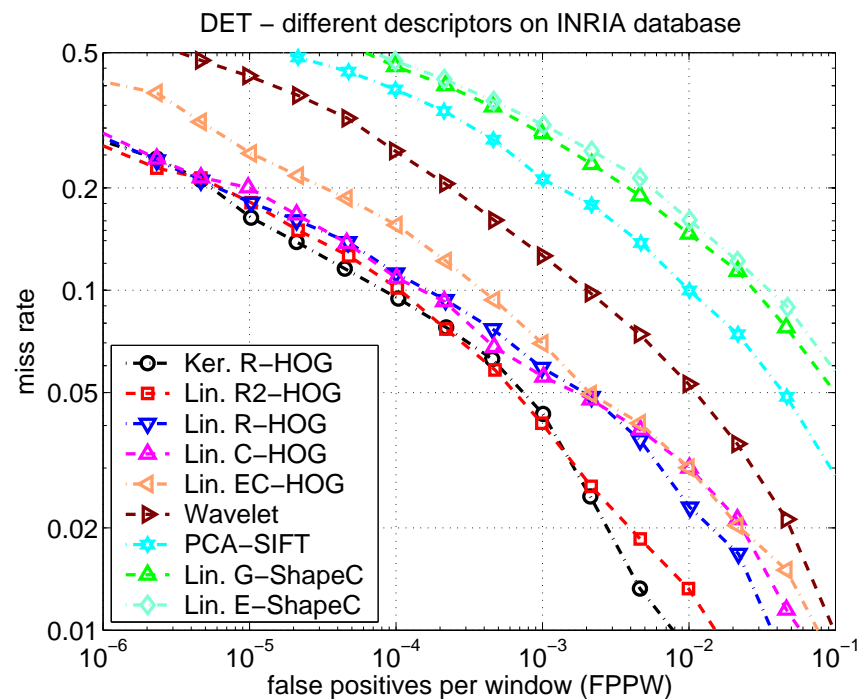 DET − different descriptors on INRIA database
0.5
0.2
0.1
0.05
0.02
0.01
miss rate
Ker. R−HOG
Lin. R2−HOG
Lin. R−HOG
Lin. C−HOG
Lin. EC−HOG
Wavelet
PCA−SIFT
Lin. G−ShapeC
Lin. E−ShapeC
10⁻⁶ 10⁻⁵ 10⁻⁴ 10⁻³ 10⁻² 10⁻¹
false positives per window (FPPW)